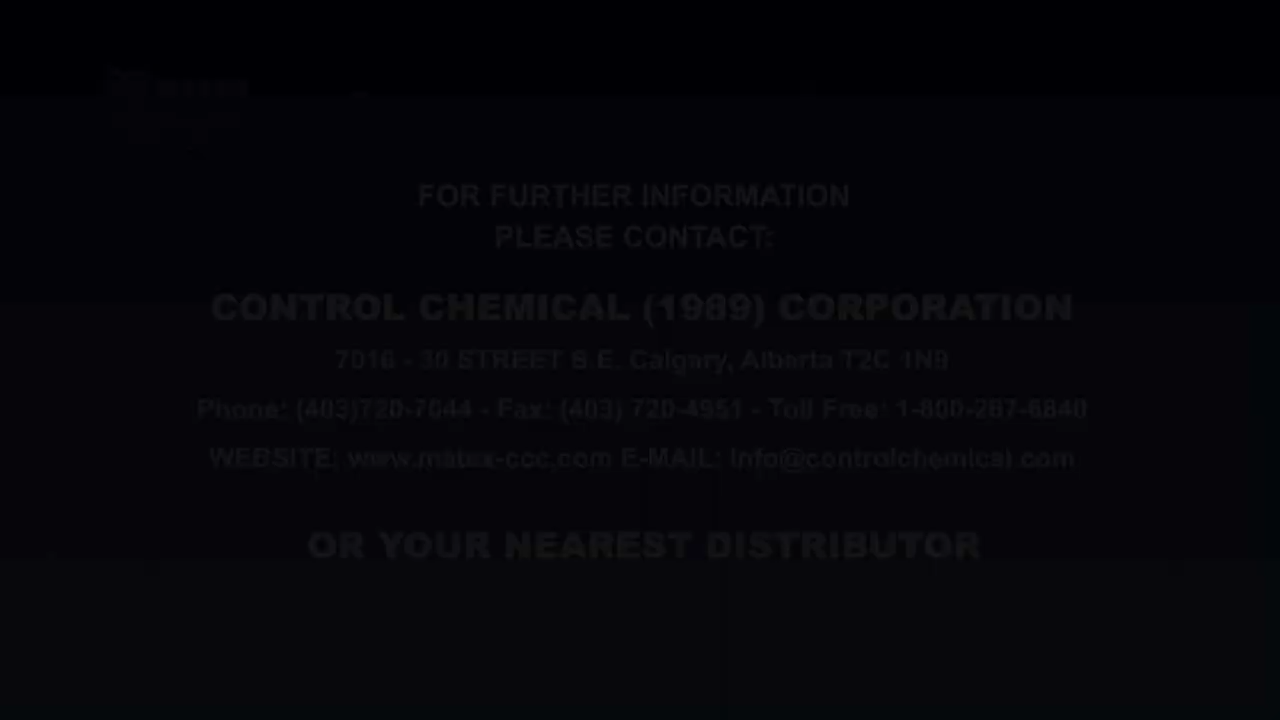 FOR FURTHER INFORMATION
PLEASE CONTACT:
CONTROL CHEMICAL (1989) CORPORATION
7016 - 30 STREET S.E. Calgary, Alberta T2C 1N9
Phone: (403)720-7044 - Fax: (403) 720-4951 - Toll Free: 1-800-287-6840
WEBSITE: www.matex-ccc.com E-MAIL: info@controlchemical.com
OR YOUR NEAREST DISTRIBUTOR